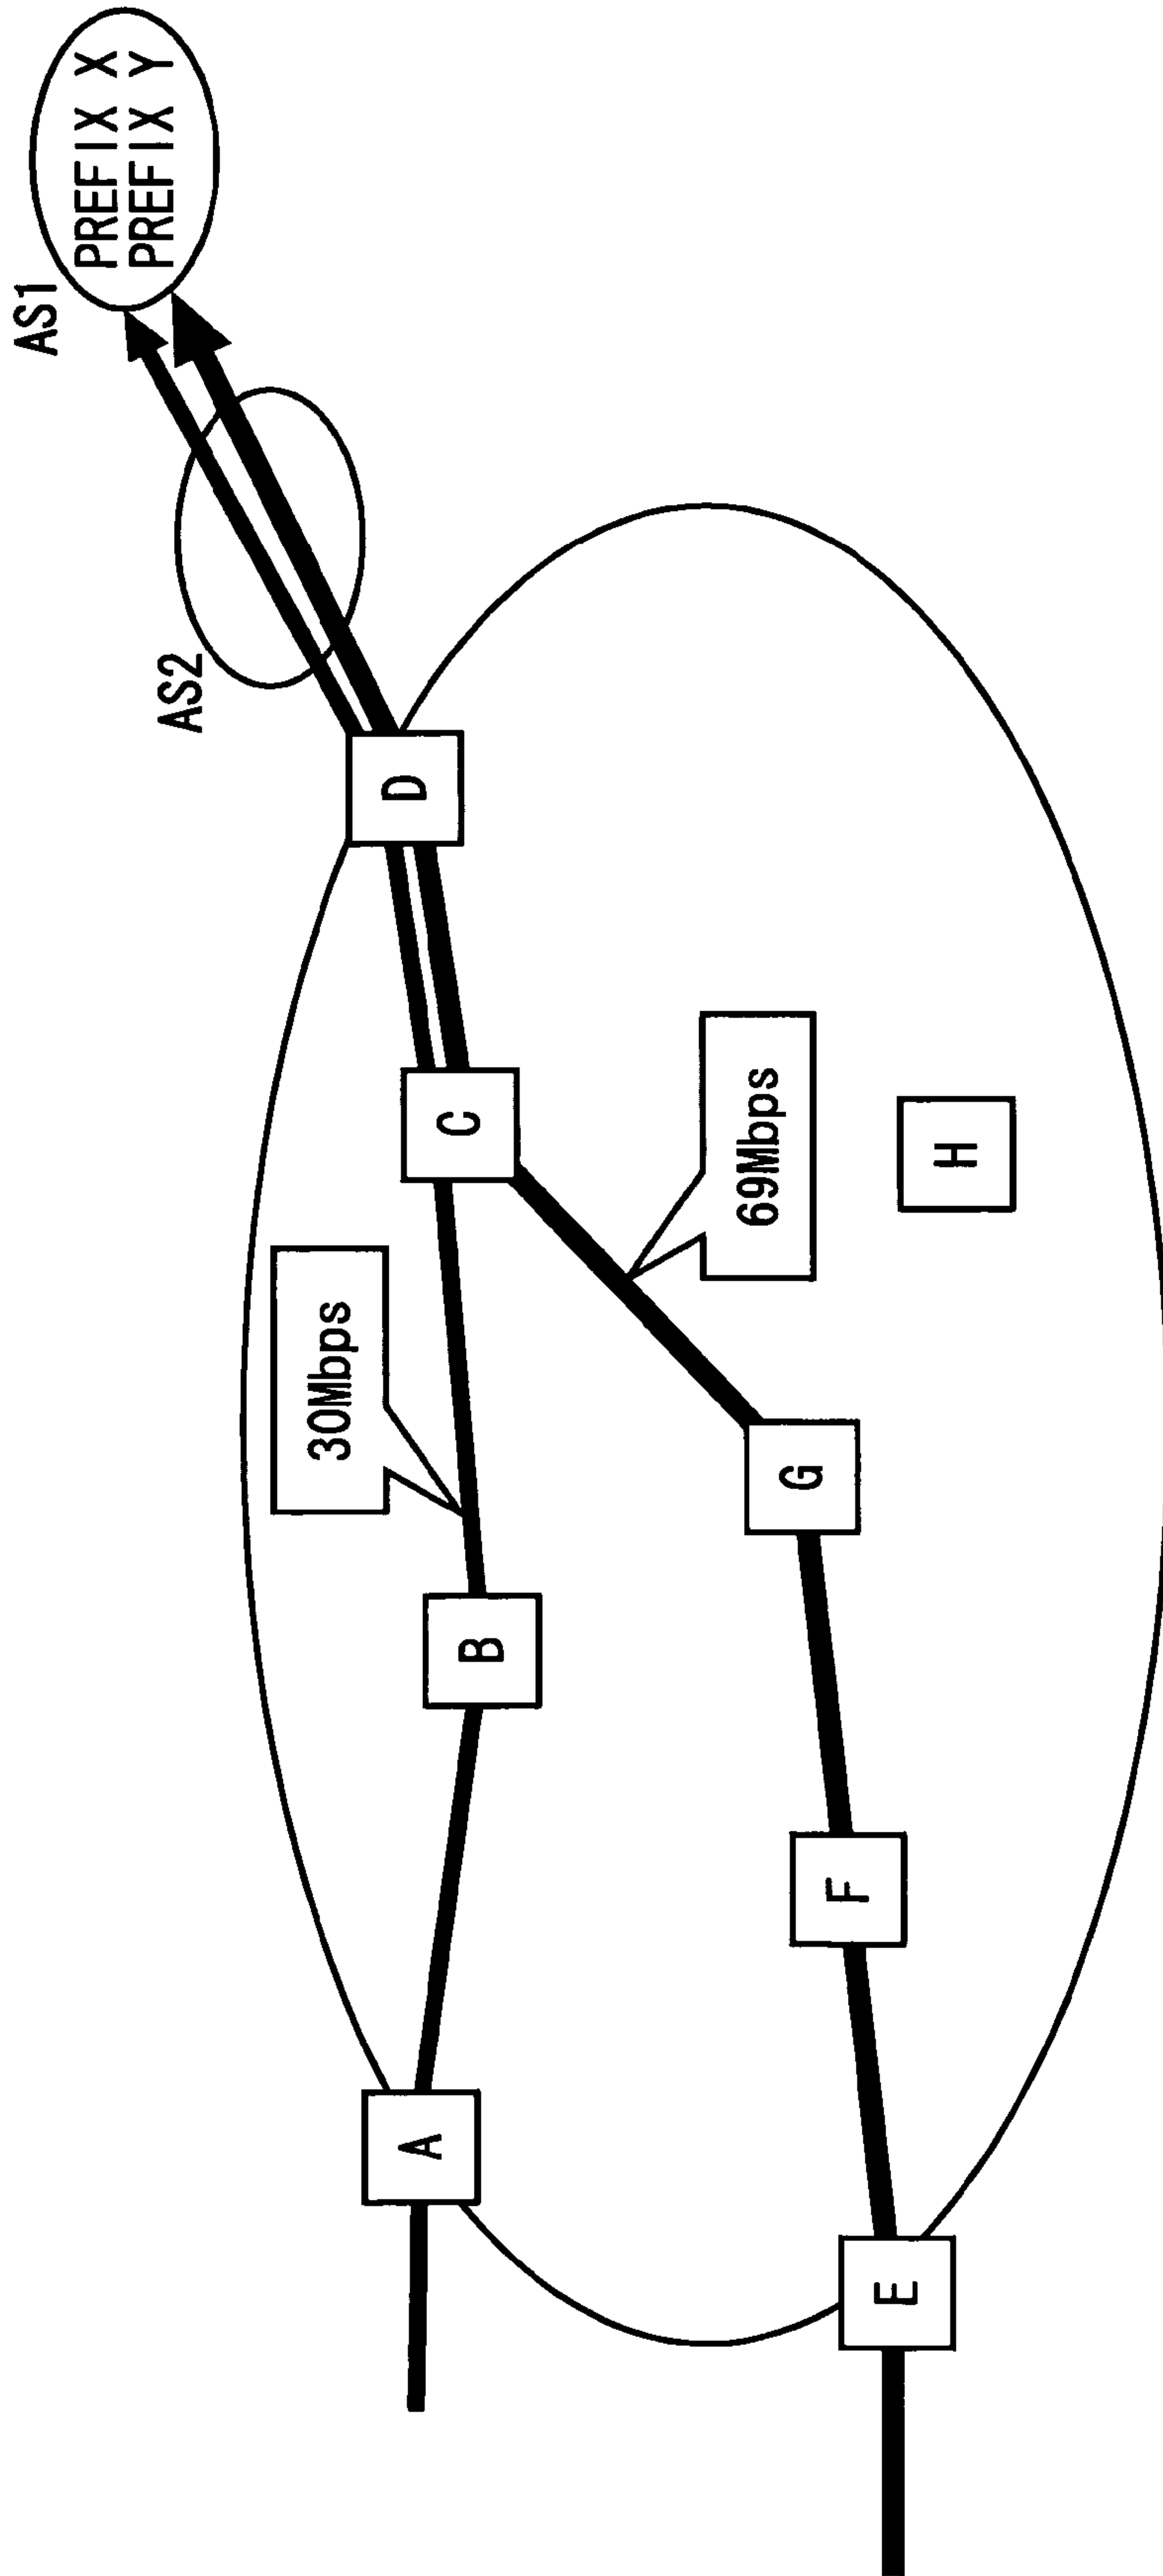 AS1
PREFIX X
PREFIX Y
AS2
30Mbps
69Mbps
A
B
C
D
E
F
G
H